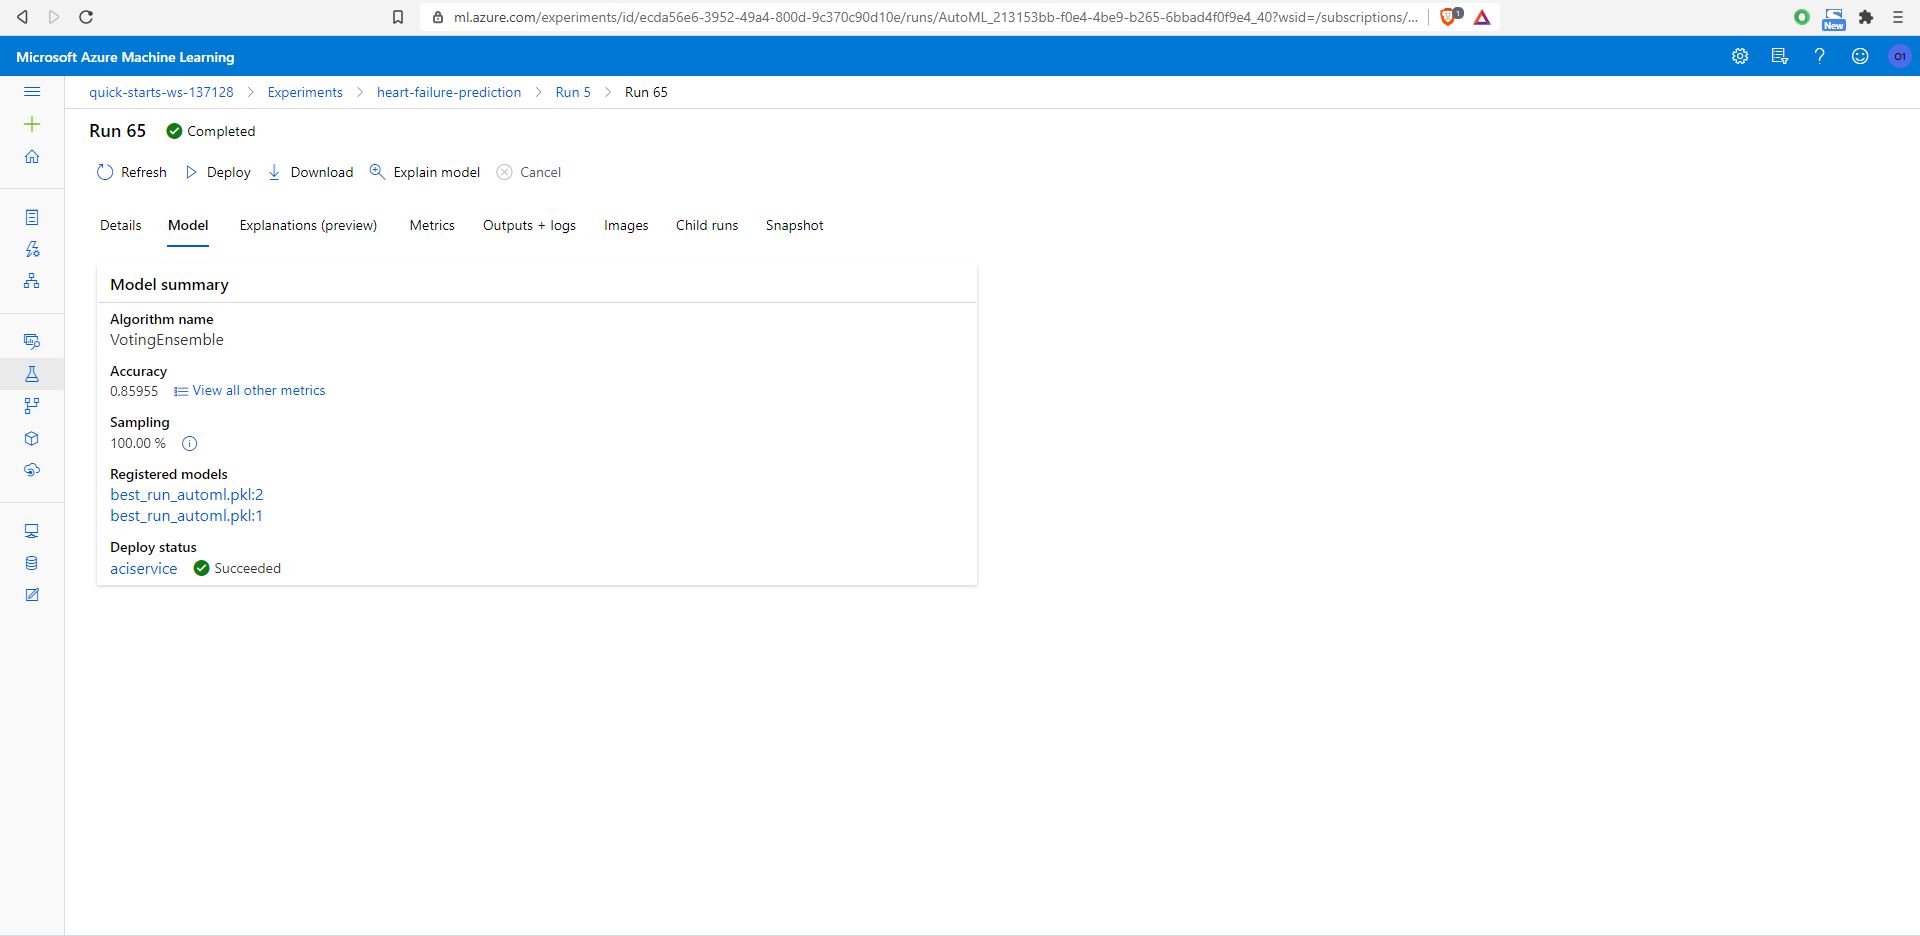 ml.azure.com/experiments/id/ecda56e6-3952-49a4-800d-9c370c90d10e/runs/AutoML_213153bb-f0e4-4be9-b265-6bbad4f0f9e4_40?wsid=/subscriptions/...
1
New
Microsoft Azure Machine Learning
O1
quick-starts-ws-137128 > Experiments > heart-failure-prediction > Run 5 > Run 65
Run 65 Completed
Refresh Deploy Download Explain model Cancel
Details Model Explanations (preview) Metrics Outputs + logs Images Child runs Snapshot
Model summary
Algorithm name
VotingEnsemble
Accuracy
0.85955 View all other metrics
Sampling
100.00 %
Registered models
best_run_automl.pkl:2
best_run_automl.pkl:1
Deploy status
aciservice Succeeded